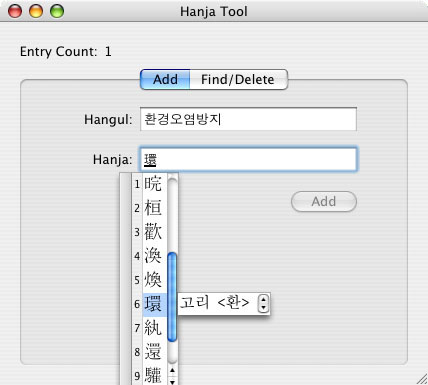 Hanja Tool
Entry Count: 1
Add Find/Delete
Hangul: 환경오염방지
Hanja: 環
Add
1 晥
2 桓
3 歡
4 渙
5 煥
6 環 고리 <환>
7 紈
8 還
9 驩